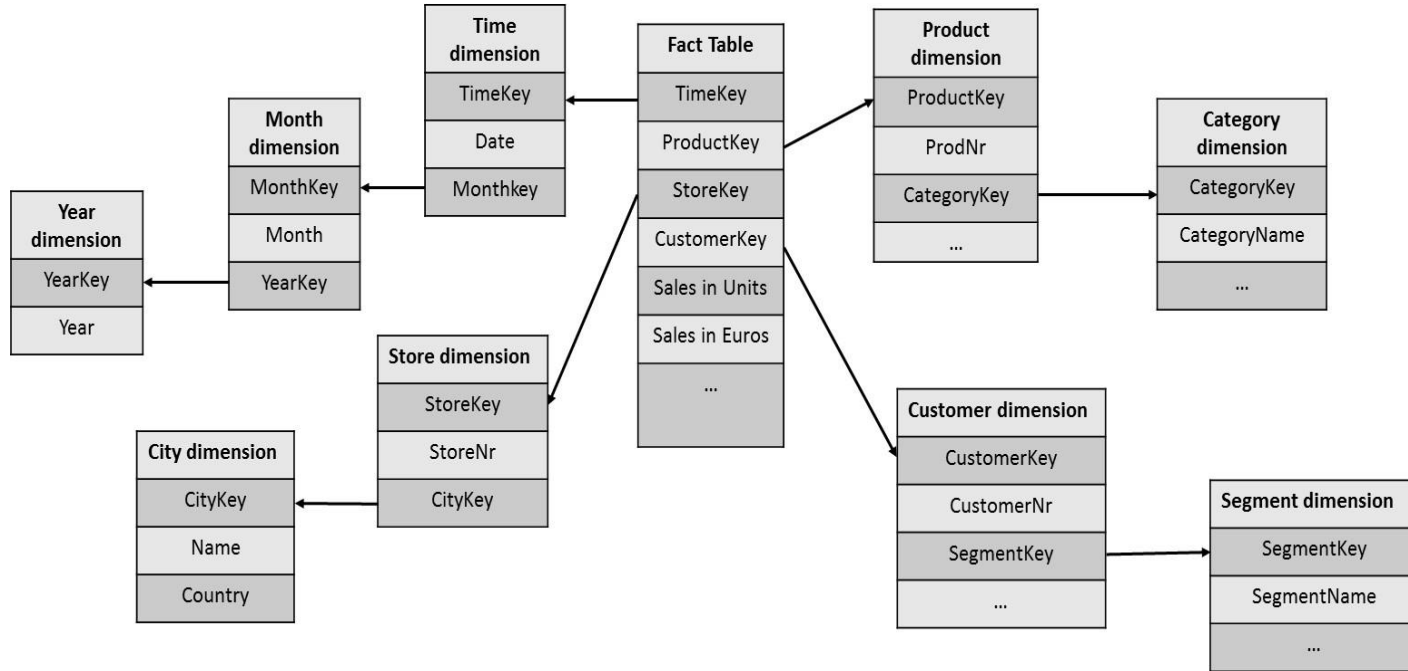 Time
dimension
TimeKey
Date
Monthkey
Fact Table
TimeKey
ProductKey
StoreKey
CustomerKey
Sales in Units
Sales in Euros
...
Product
dimension
ProductKey
ProdNr
CategoryKey
...
Category
dimension
CategoryKey
CategoryName
...
Month
dimension
MonthKey
Month
YearKey
Year
dimension
YearKey
Year
Store dimension
StoreKey
StoreNr
CityKey
City dimension
CityKey
Name
Country
Customer dimension
CustomerKey
CustomerNr
SegmentKey
...
Segment dimension
SegmentKey
SegmentName
...